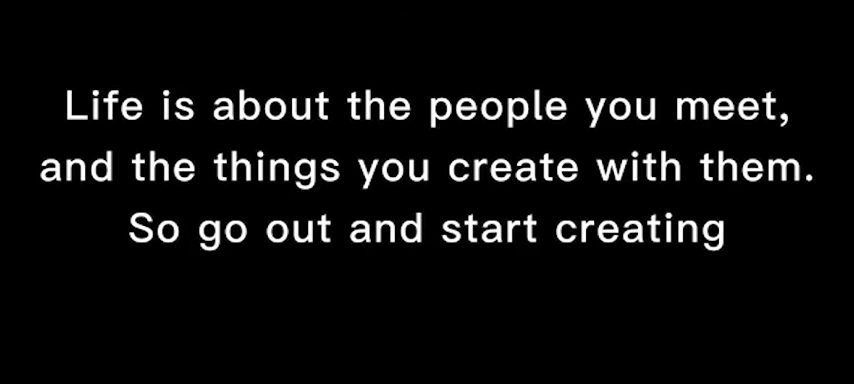 Life is about the people you meet,
and the things you create with them.
So go out and start creating